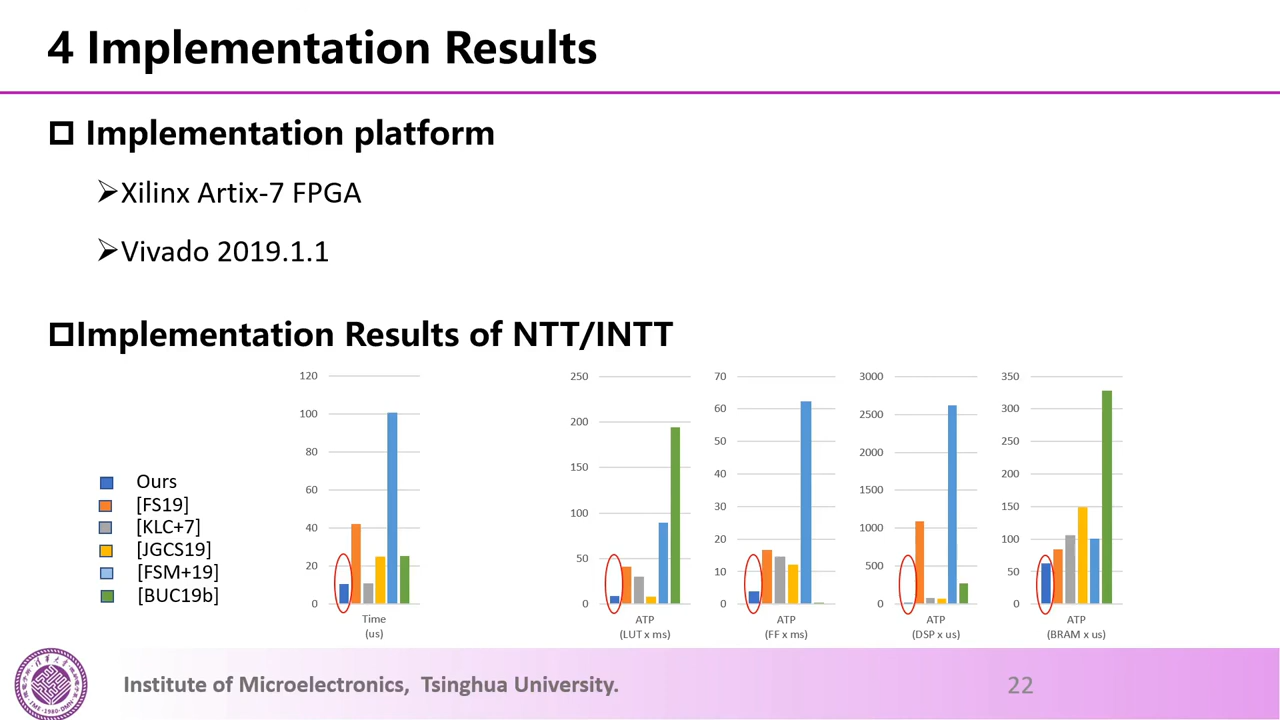 4 Implementation Results
Implementation platform
Xilinx Artix-7 FPGA
Vivado 2019.1.1
Implementation Results of NTT/INTT
Ours
[FS19]
[KLC+7]
[JGCS19]
[FSM+19]
[BUC19b]
120
100
80
60
40
20
0
Time
(us)
250
200
150
100
50
0
ATP
(LUT x ms)
70
60
50
40
30
20
10
0
ATP
(FF x ms)
3000
2500
2000
1500
1000
500
0
ATP
(DSP x us)
350
300
250
200
150
100
50
0
ATP
(BRAM x us)
Institute of Microelectronics, Tsinghua University.
22